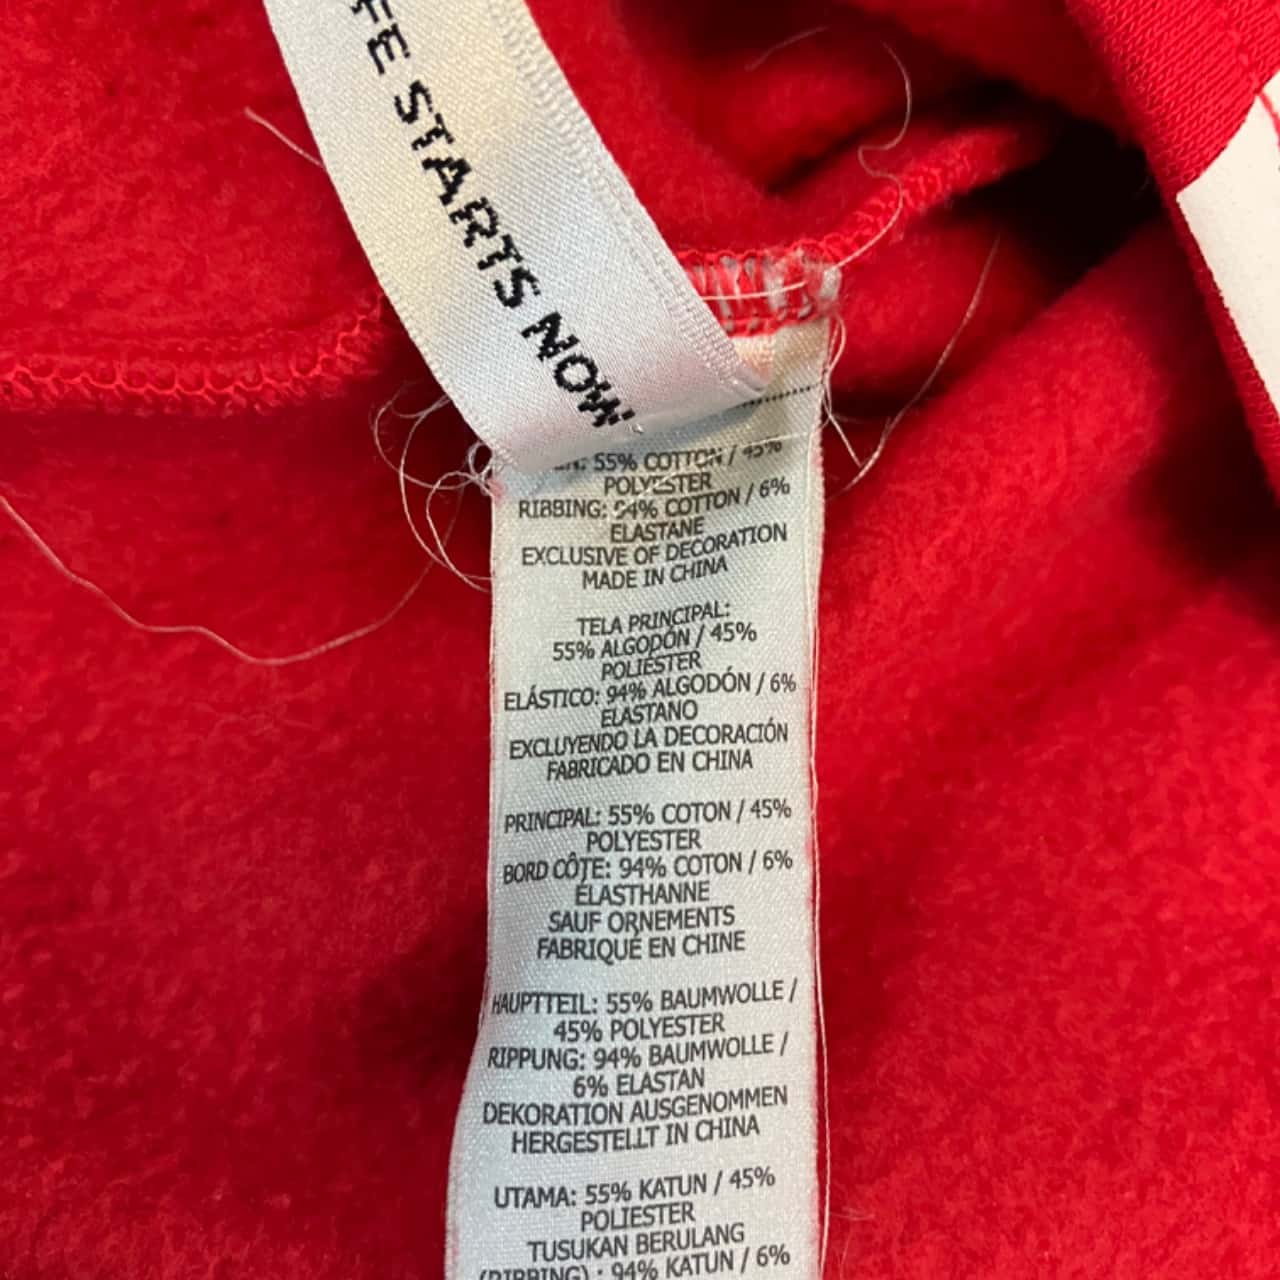 FE STARTS NOW
55% COTTON / 45%
POLYESTER
RIBBING: 94% COTTON / 6%
ELASTANE
EXCLUSIVE OF DECORATION
MADE IN CHINA
TELA PRINCIPAL:
55% ALGODÓN / 45%
POLIÉSTER
ELÁSTICO: 94% ALGODÓN / 6%
ELASTANO
EXCLUYENDO LA DECORACIÓN
FABRICADO EN CHINA
PRINCIPAL: 55% COTON / 45%
POLYESTER
BORD CÔTE: 94% COTON / 6%
ÉLASTHANNE
SAUF ORNEMENTS
FABRIQUÉ EN CHINE
HAUPTTEIL: 55% BAUMWOLLE /
45% POLYESTER
RIPPUNG: 94% BAUMWOLLE /
6% ELASTAN
DEKORATION AUSGENOMMEN
HERGESTELLT IN CHINA
UTAMA: 55% KATUN / 45%
POLIESTER
TUSUKAN BERULANG
(RIBBING) : 94% KATUN / 6%